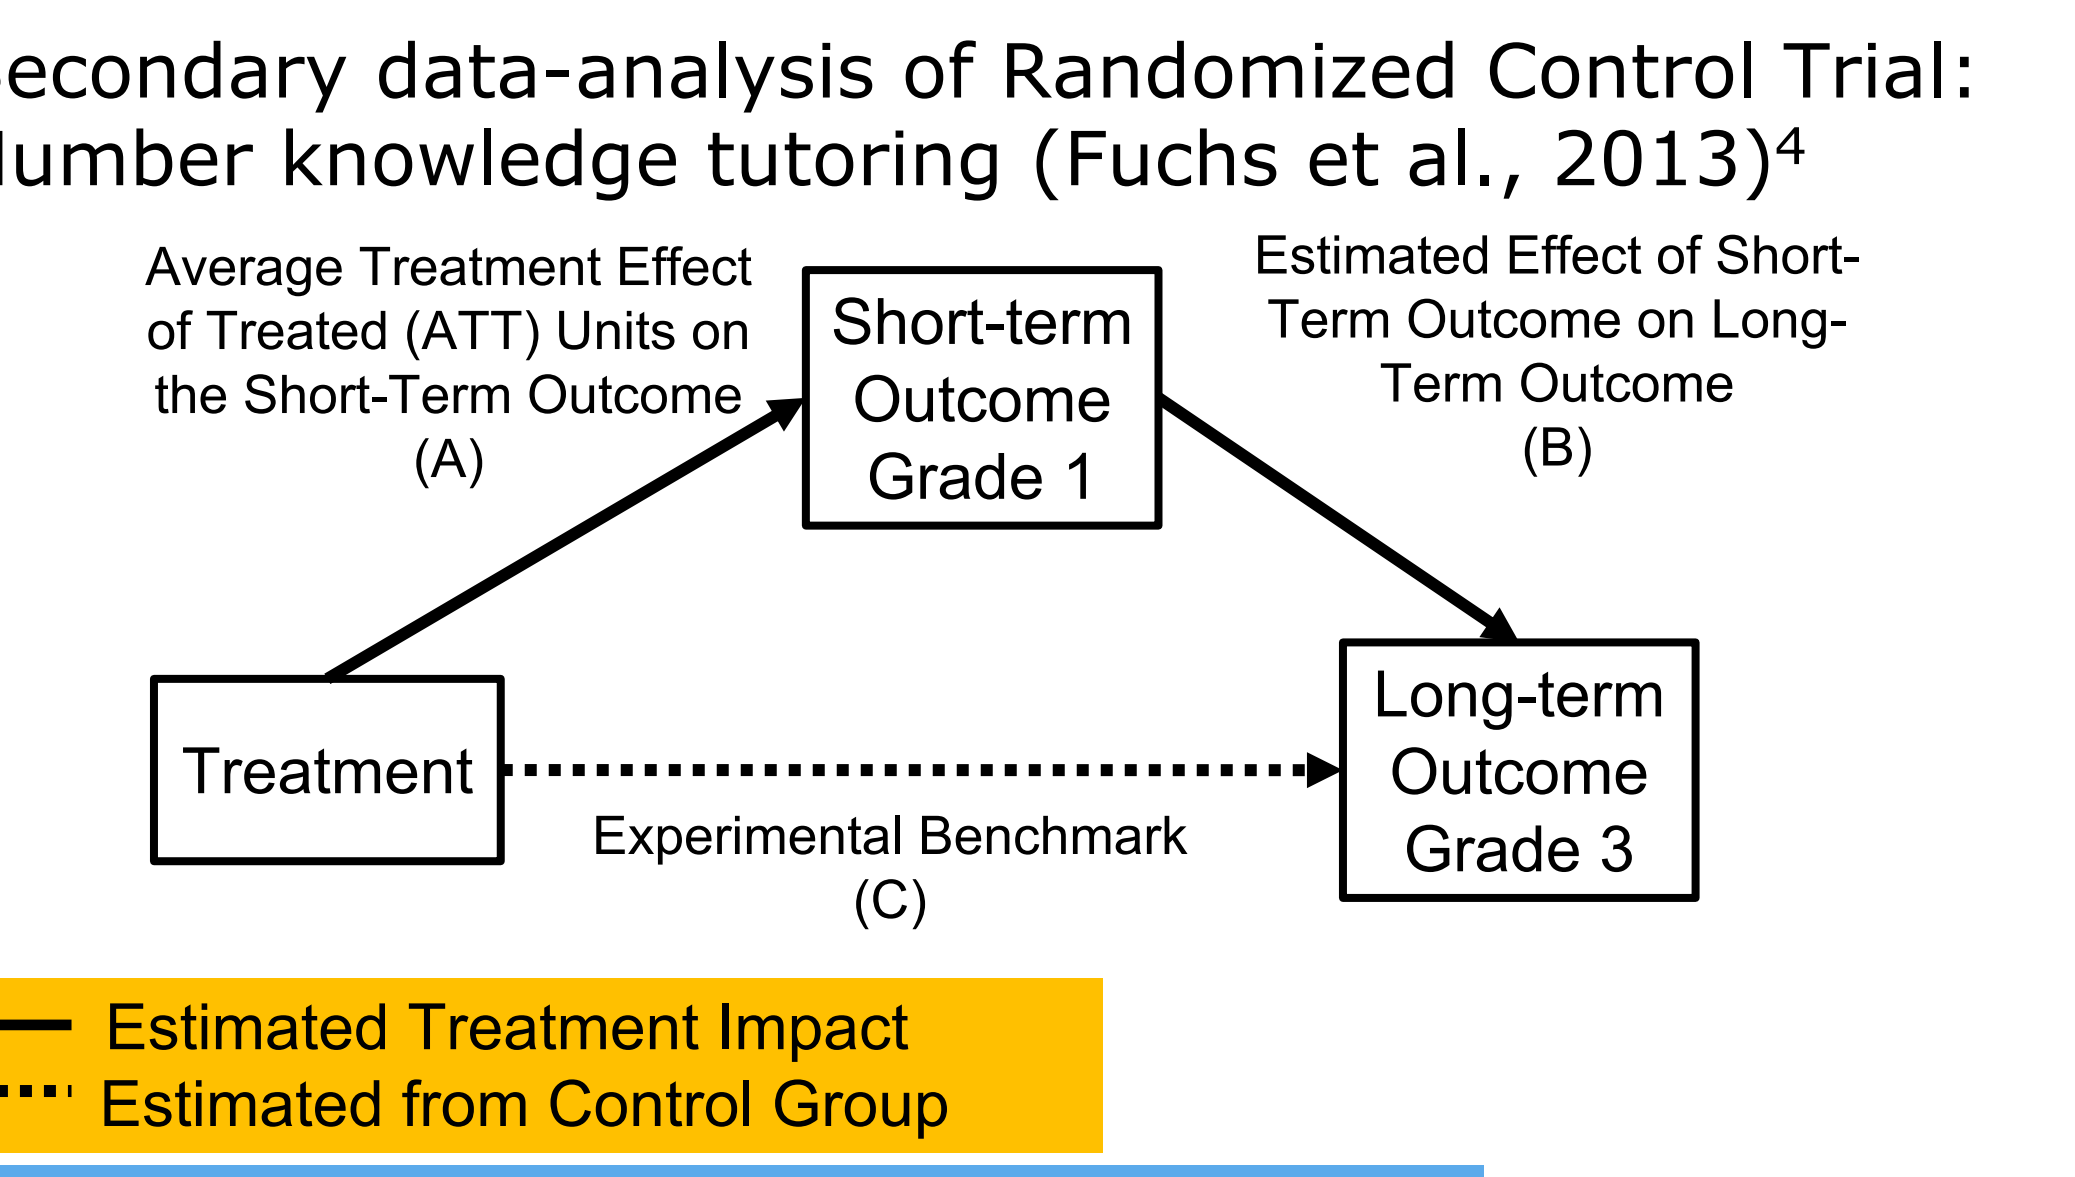 econdary data-analysis of Randomized Control Trial:
umber knowledge tutoring (Fuchs et al., 2013)⁴
Average Treatment Effect
of Treated (ATT) Units on
the Short-Term Outcome
(A)
Short-term
Outcome
Grade 1
Estimated Effect of Short-
Term Outcome on Long-
Term Outcome
(B)
Treatment
Experimental Benchmark
(C)
Long-term
Outcome
Grade 3
Estimated Treatment Impact
Estimated from Control Group